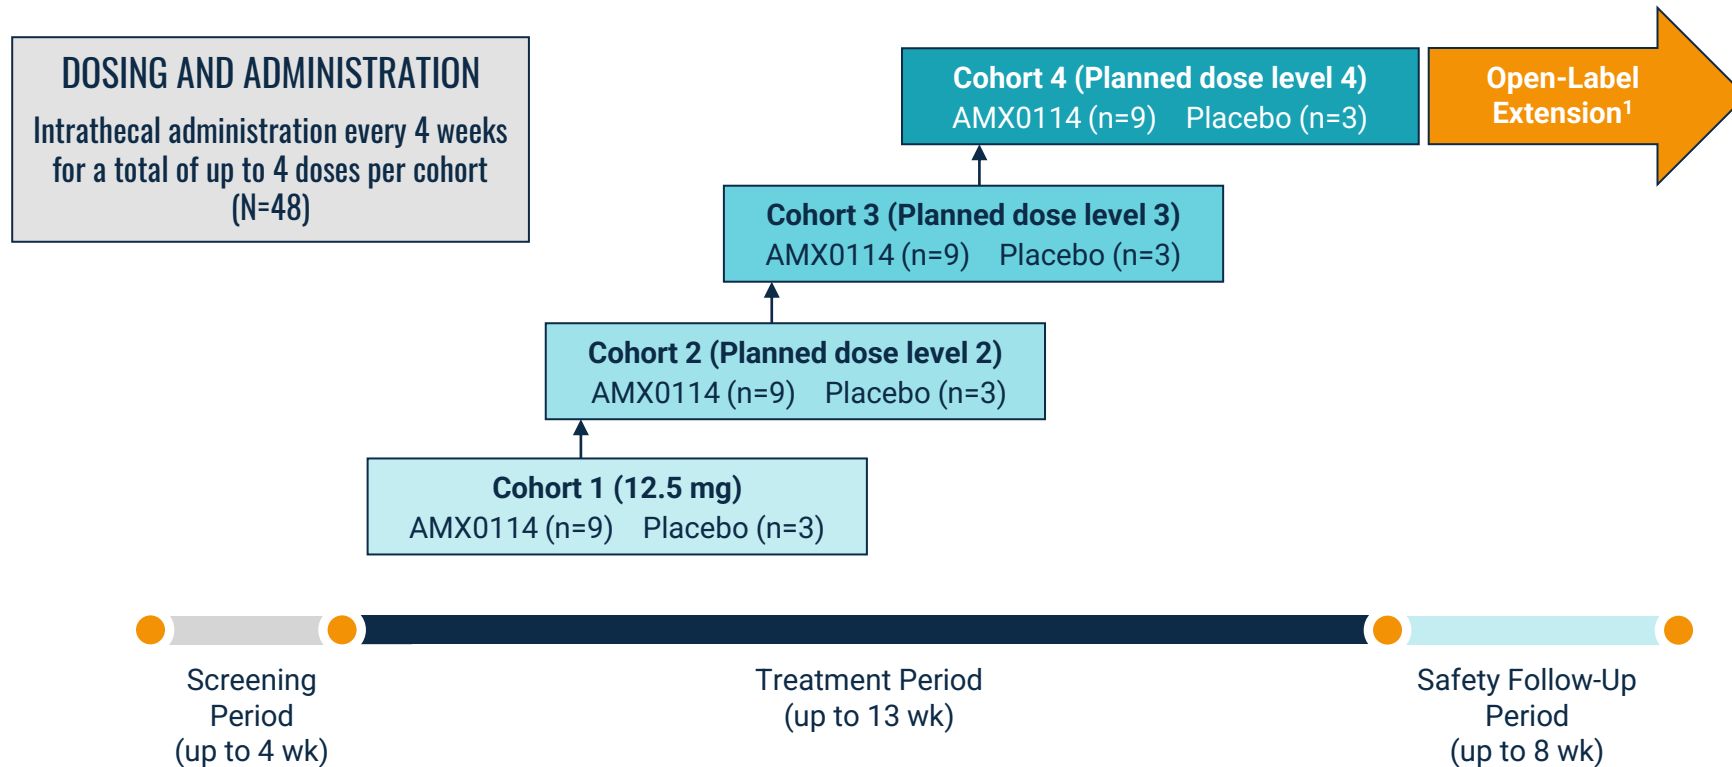 DOSING AND ADMINISTRATION
Intrathecal administration every 4 weeks
for a total of up to 4 doses per cohort
(N=48)
Cohort 4 (Planned dose level 4)
AMX0114 (n=9) Placebo (n=3)
Open-Label
Extension¹
Cohort 3 (Planned dose level 3)
AMX0114 (n=9) Placebo (n=3)
Cohort 2 (Planned dose level 2)
AMX0114 (n=9) Placebo (n=3)
Cohort 1 (12.5 mg)
AMX0114 (n=9) Placebo (n=3)
Screening
Period
(up to 4 wk)
Treatment Period
(up to 13 wk)
Safety Follow-Up
Period
(up to 8 wk)